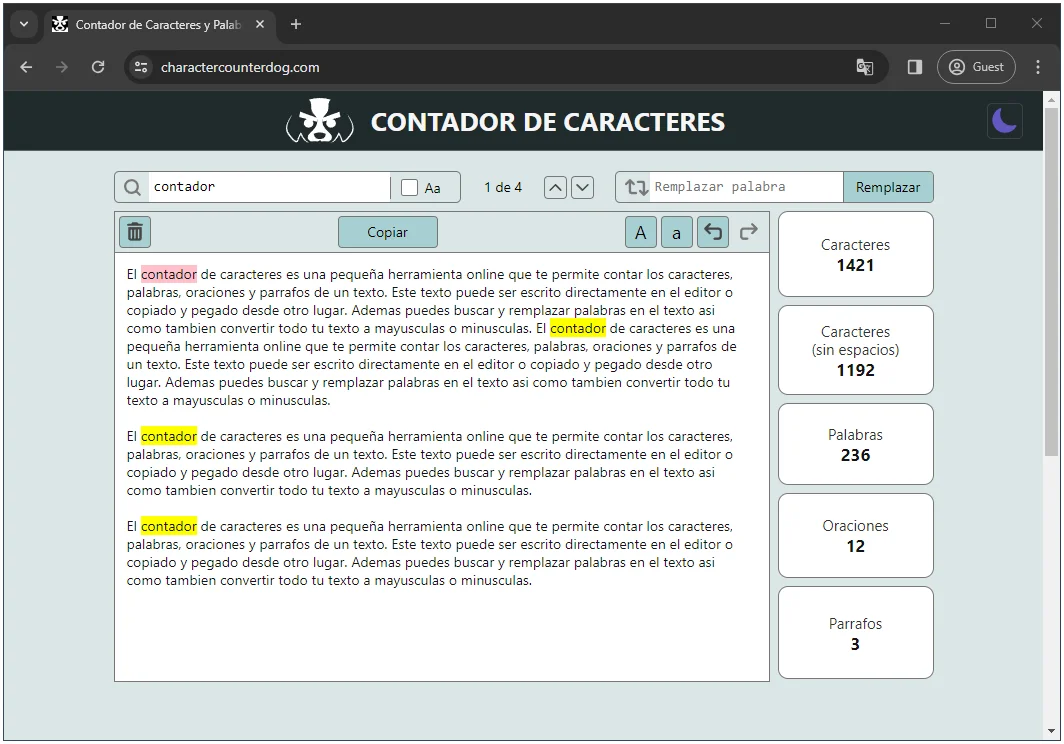 Contador de Caracteres y Palab
charactercounterdog.com
Guest
CONTADOR DE CARACTERES
contador
Aa
1 de 4
Remplazar palabra
Remplazar
Copiar
A
a
El contador de caracteres es una pequeña herramienta online que te permite contar los caracteres,
palabras, oraciones y parrafos de un texto. Este texto puede ser escrito directamente en el editor o
copiado y pegado desde otro lugar. Ademas puedes buscar y remplazar palabras en el texto asi
como tambien convertir todo tu texto a mayusculas o minusculas. El contador de caracteres es una
pequeña herramienta online que te permite contar los caracteres, palabras, oraciones y parrafos de
un texto. Este texto puede ser escrito directamente en el editor o copiado y pegado desde otro
lugar. Ademas puedes buscar y remplazar palabras en el texto asi como tambien convertir todo tu
texto a mayusculas o minusculas.
El contador de caracteres es una pequeña herramienta online que te permite contar los caracteres,
palabras, oraciones y parrafos de un texto. Este texto puede ser escrito directamente en el editor o
copiado y pegado desde otro lugar. Ademas puedes buscar y remplazar palabras en el texto asi
como tambien convertir todo tu texto a mayusculas o minusculas.
El contador de caracteres es una pequeña herramienta online que te permite contar los caracteres,
palabras, oraciones y parrafos de un texto. Este texto puede ser escrito directamente en el editor o
copiado y pegado desde otro lugar. Ademas puedes buscar y remplazar palabras en el texto asi
como tambien convertir todo tu texto a mayusculas o minusculas.
Caracteres
1421
Caracteres
(sin espacios)
1192
Palabras
236
Oraciones
12
Parrafos
3